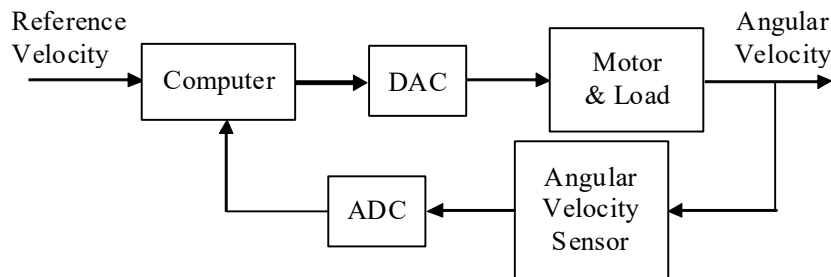 Reference
Velocity
Computer
DAC
Motor
& Load
Angular
Velocity
ADC
Angular
Velocity
Sensor